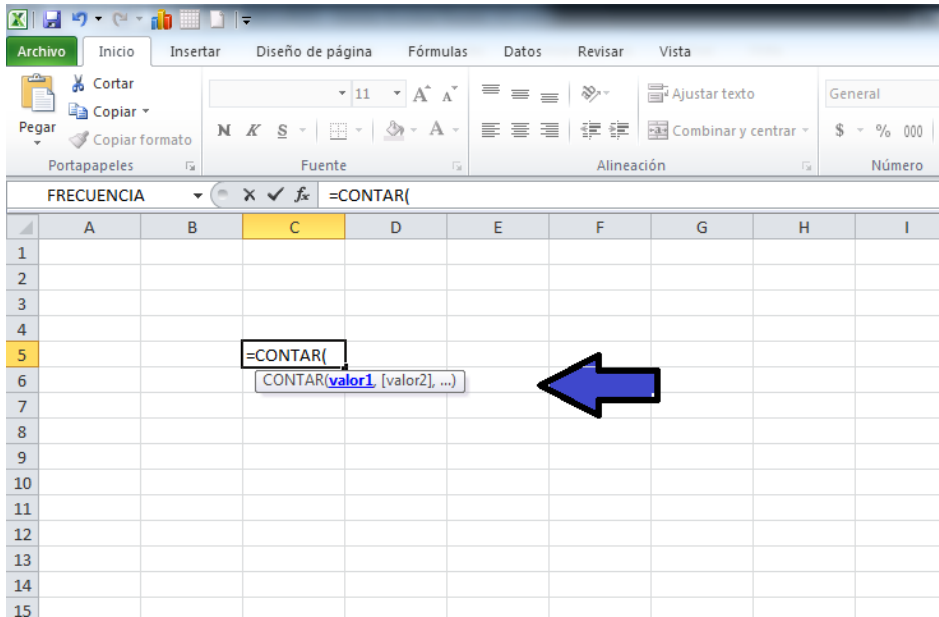 Archivo Inicio Insertar Diseño de página Fórmulas Datos Revisar Vista
Cortar
Copiar
Copiar formato
Pegar
11 A A
N K S A
Ajustar texto
Combinar y centrar
General
$ % 000
Portapapeles Fuente Alineación Número
FRECUENCIA fx =CONTAR(
A B C D E F G H I
1
2
3
4
5 =CONTAR(
6 CONTAR(valor1, [valor2], ...)
7
8
9
10
11
12
13
14
15